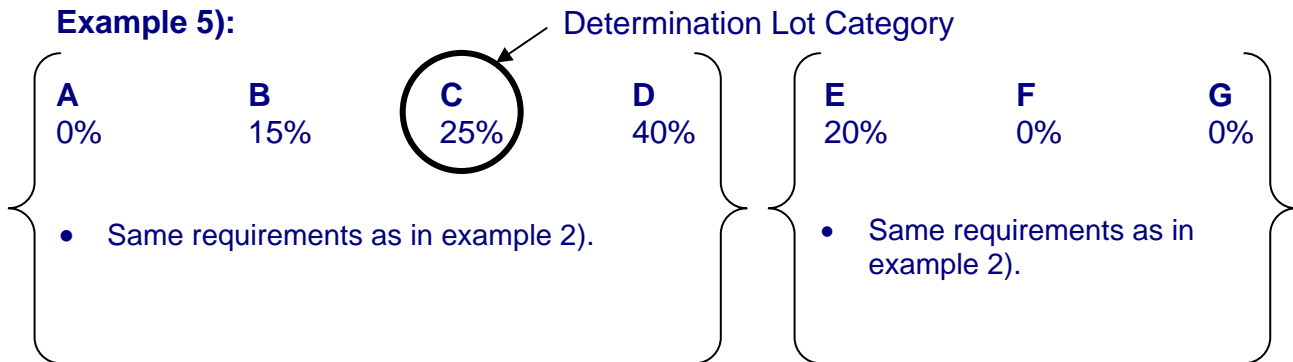 Example 5):
Determination Lot Category
A B C D E F G
0% 15% 25% 40% 20% 0% 0%
• Same requirements as in example 2).
• Same requirements as in
example 2).